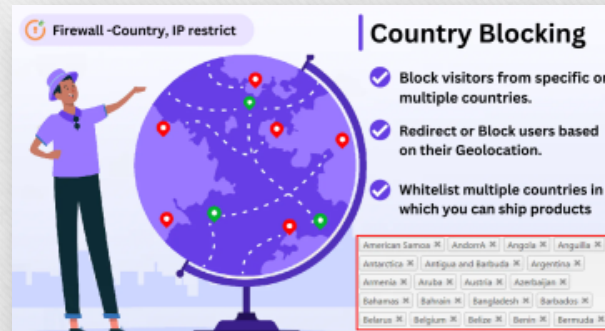 Firewall -Country, IP restrict
Country Blocking
Block visitors from specific or
multiple countries.
Redirect or Block users based
on their Geolocation.
Whitelist multiple countries in
which you can ship products
American Samoa × AndorrA × Angola × Anguilla ×
Antarctica × Antigua and Barbuda × Argentina ×
Armenia × Aruba × Austria × Azerbaijan ×
Bahamas × Bahrain × Bangladesh × Barbados ×
Belarus × Belgium × Belize × Benin × Bermuda ×